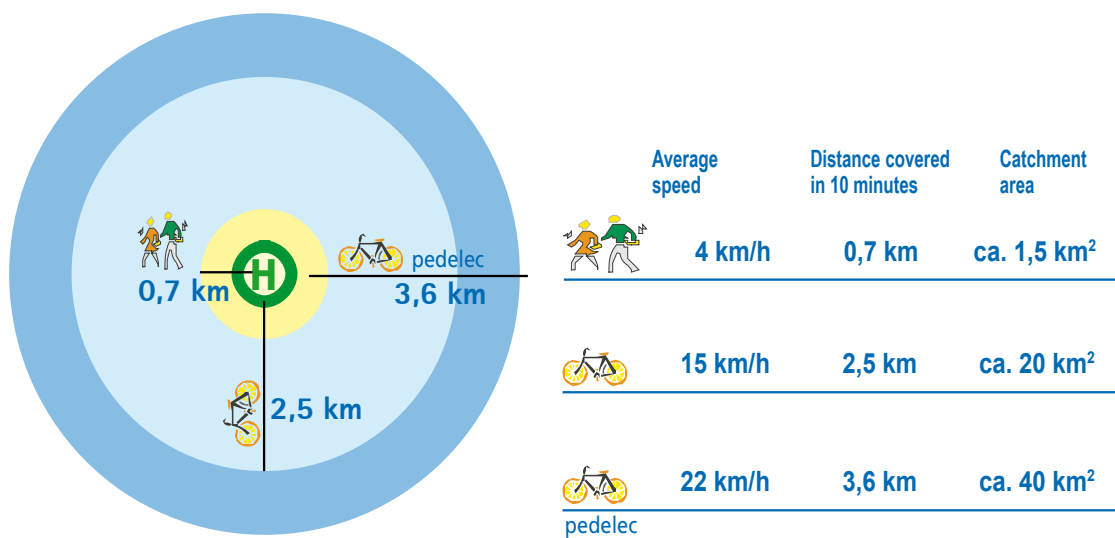 H
pedelec
0,7 km
3,6 km
2,5 km
Average speed
Distance covered in 10 minutes
Catchment area
4 km/h 0,7 km ca. 1,5 km²
15 km/h 2,5 km ca. 20 km²
22 km/h 3,6 km ca. 40 km²
pedelec